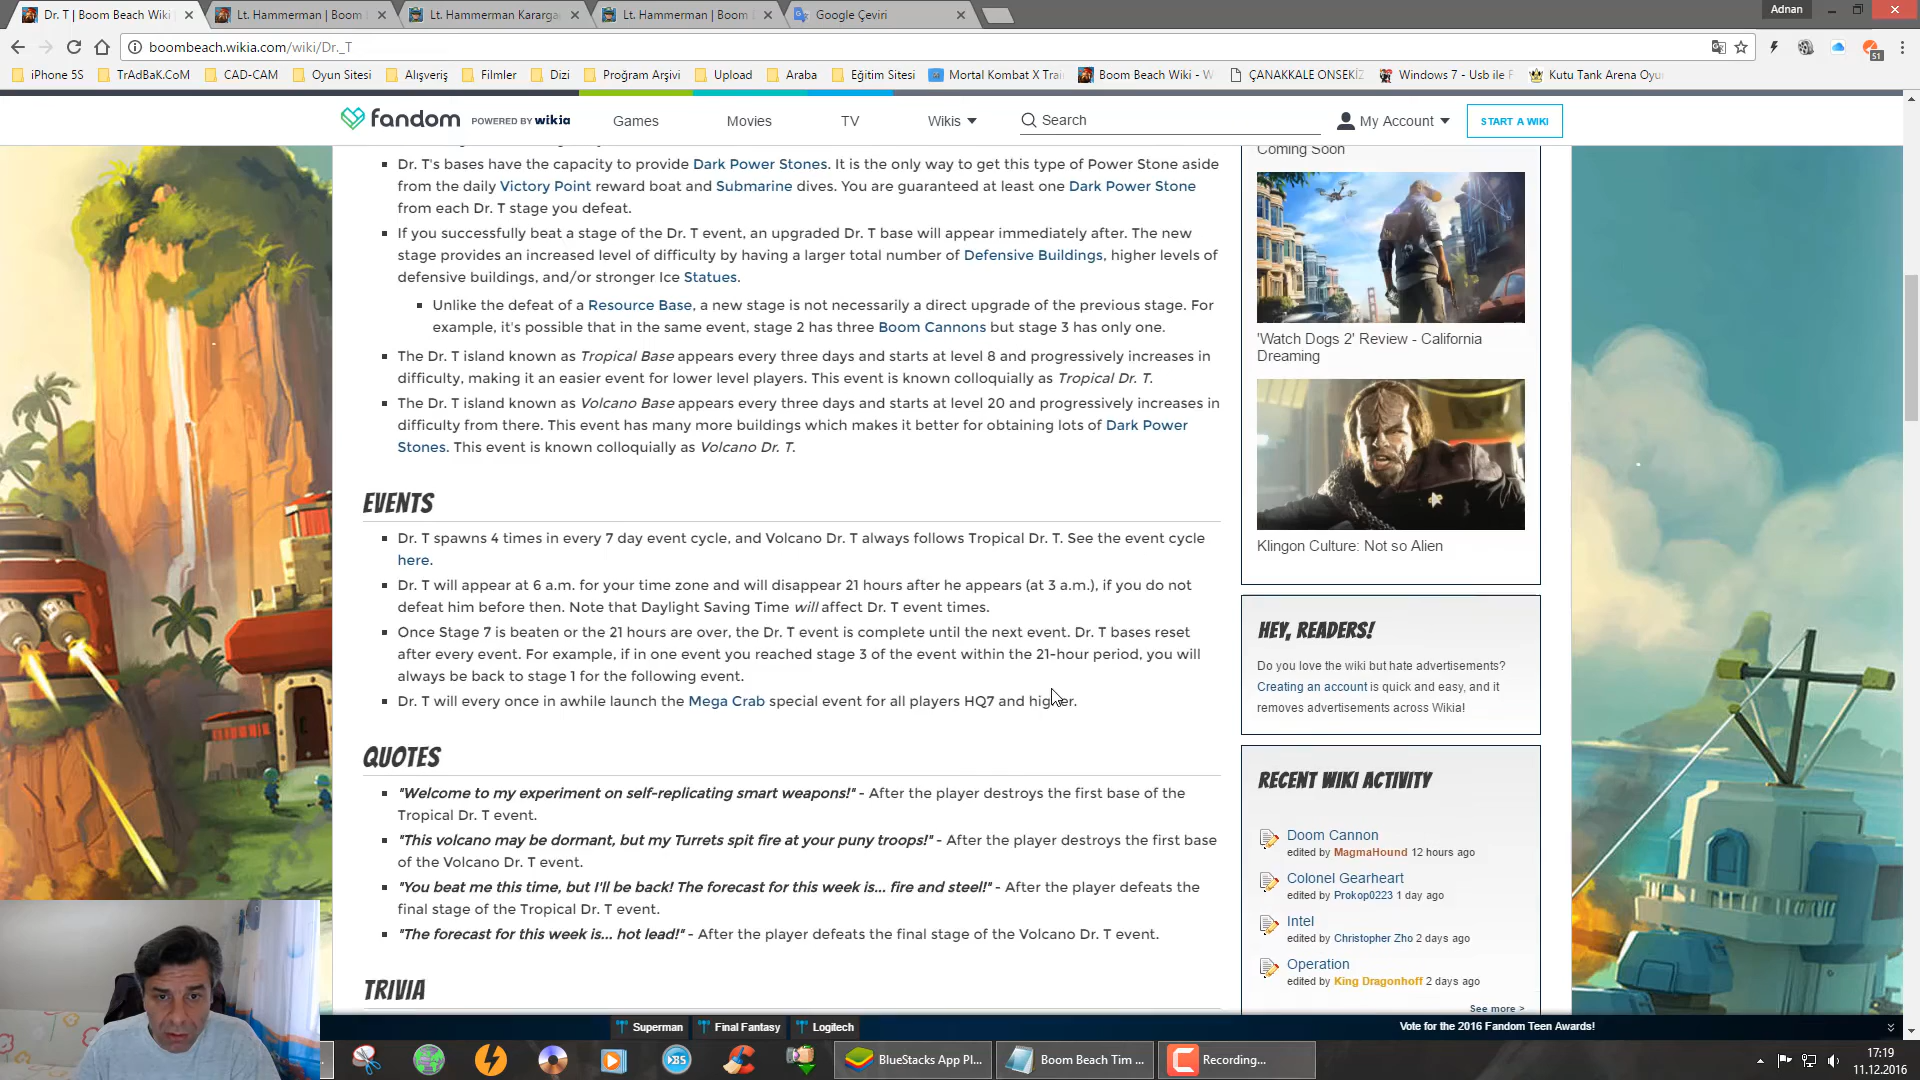 Dr. T | Boom Beach Wiki
Lt. Hammerman | Boom
Lt. Hammerman Kararga
Lt. Hammerman | Boom
Google Çeviri
Adnan
boombeach.wikia.com/wiki/Dr._T
51
iPhone 5S
TrAdBaK.CoM
CAD-CAM
Oyun Sitesi
Alışveriş
Filmler
Dizi
Proğram Arşivi
Upload
Araba
Eğitim Sitesi
Mortal Kombat X Trai
Boom Beach Wiki - W
ÇANAKKALE ONSEKİZ
Windows 7 - Usb ile F
Kutu Tank Arena Oyu
fandom POWERED BY wikia
Games
Movies
TV
Wikis
Search
My Account
START A WIKI
Dr. T's bases have the capacity to provide Dark Power Stones. It is the only way to get this type of Power Stone aside
from the daily Victory Point reward boat and Submarine dives. You are guaranteed at least one Dark Power Stone
from each Dr. T stage you defeat.
If you successfully beat a stage of the Dr. T event, an upgraded Dr. T base will appear immediately after. The new
stage provides an increased level of difficulty by having a larger total number of Defensive Buildings, higher levels of
defensive buildings, and/or stronger Ice Statues.
Unlike the defeat of a Resource Base, a new stage is not necessarily a direct upgrade of the previous stage. For
example, it's possible that in the same event, stage 2 has three Boom Cannons but stage 3 has only one.
The Dr. T island known as Tropical Base appears every three days and starts at level 8 and progressively increases in
difficulty, making it an easier event for lower level players. This event is known colloquially as Tropical Dr. T.
The Dr. T island known as Volcano Base appears every three days and starts at level 20 and progressively increases in
difficulty from there. This event has many more buildings which makes it better for obtaining lots of Dark Power
Stones. This event is known colloquially as Volcano Dr. T.
EVENTS
Dr. T spawns 4 times in every 7 day event cycle, and Volcano Dr. T always follows Tropical Dr. T. See the event cycle
here.
Dr. T will appear at 6 a.m. for your time zone and will disappear 21 hours after he appears (at 3 a.m.), if you do not
defeat him before then. Note that Daylight Saving Time will affect Dr. T event times.
Once Stage 7 is beaten or the 21 hours are over, the Dr. T event is complete until the next event. Dr. T bases reset
after every event. For example, if in one event you reached stage 3 of the event within the 21-hour period, you will
always be back to stage 1 for the following event.
Dr. T will every once in awhile launch the Mega Crab special event for all players HQ7 and higher.
QUOTES
"Welcome to my experiment on self-replicating smart weapons!" - After the player destroys the first base of the
Tropical Dr. T event.
"This volcano may be dormant, but my Turrets spit fire at your puny troops!" - After the player destroys the first base
of the Volcano Dr. T event.
"You beat me this time, but I'll be back! The forecast for this week is... fire and steel!" - After the player defeats the
final stage of the Tropical Dr. T event.
"The forecast for this week is... hot lead!" - After the player defeats the final stage of the Volcano Dr. T event.
TRIVIA
Coming Soon
'Watch Dogs 2' Review - California
Dreaming
Klingon Culture: Not so Alien
HEY, READERS!
Do you love the wiki but hate advertisements?
Creating an account is quick and easy, and it
removes advertisements across Wikia!
RECENT WIKI ACTIVITY
Doom Cannon
edited by MagmaHound 12 hours ago
Colonel Gearheart
edited by Prokop0223 1 day ago
Intel
edited by Christopher Zho 2 days ago
Operation
edited by King Dragonhoff 2 days ago
See more >
Superman
Final Fantasy
Logitech
Vote for the 2016 Fandom Teen Awards!
BlueStacks App Pl...
Boom Beach Tim ...
Recording...
17:19
11.12.2016